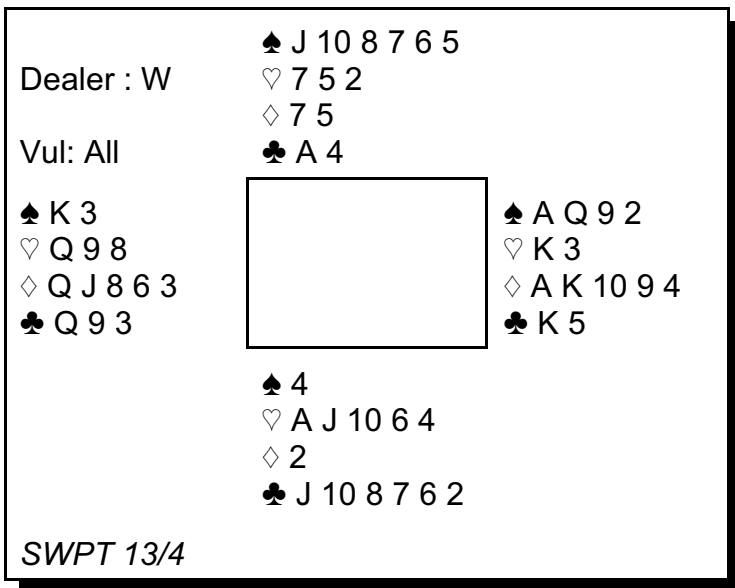 ♠ J 10 8 7 6 5
Dealer : W ♡ 7 5 2
♢ 7 5
Vul: All ♣ A 4
♠ K 3 ♠ A Q 9 2
♡ Q 9 8 ♡ K 3
♢ Q J 8 6 3 ♢ A K 10 9 4
♣ Q 9 3 ♣ K 5
♠ 4
♡ A J 10 6 4
♢ 2
♣ J 10 8 7 6 2
SWPT 13/4